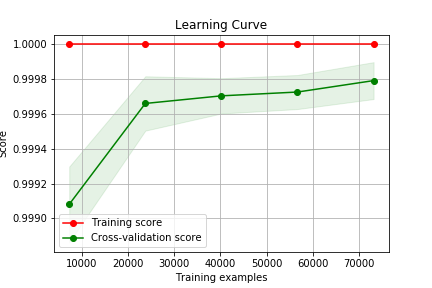 Learning Curve
1.0000
0.9998
0.9996
0.9994
0.9992
0.9990
Score
Training score
Cross-validation score
10000 20000 30000 40000 50000 60000 70000
Training examples